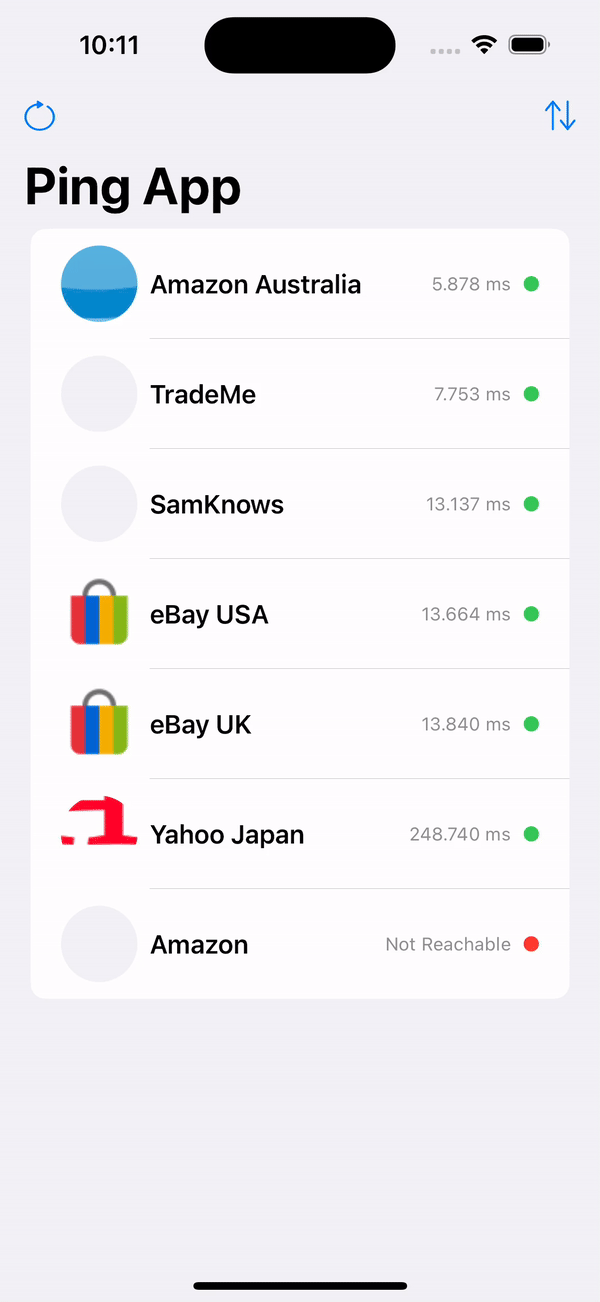 10:11
Ping App
Amazon Australia 5.878 ms
TradeMe 7.753 ms
SamKnows 13.137 ms
eBay USA 13.664 ms
eBay UK 13.840 ms
Yahoo Japan 248.740 ms
Amazon Not Reachable